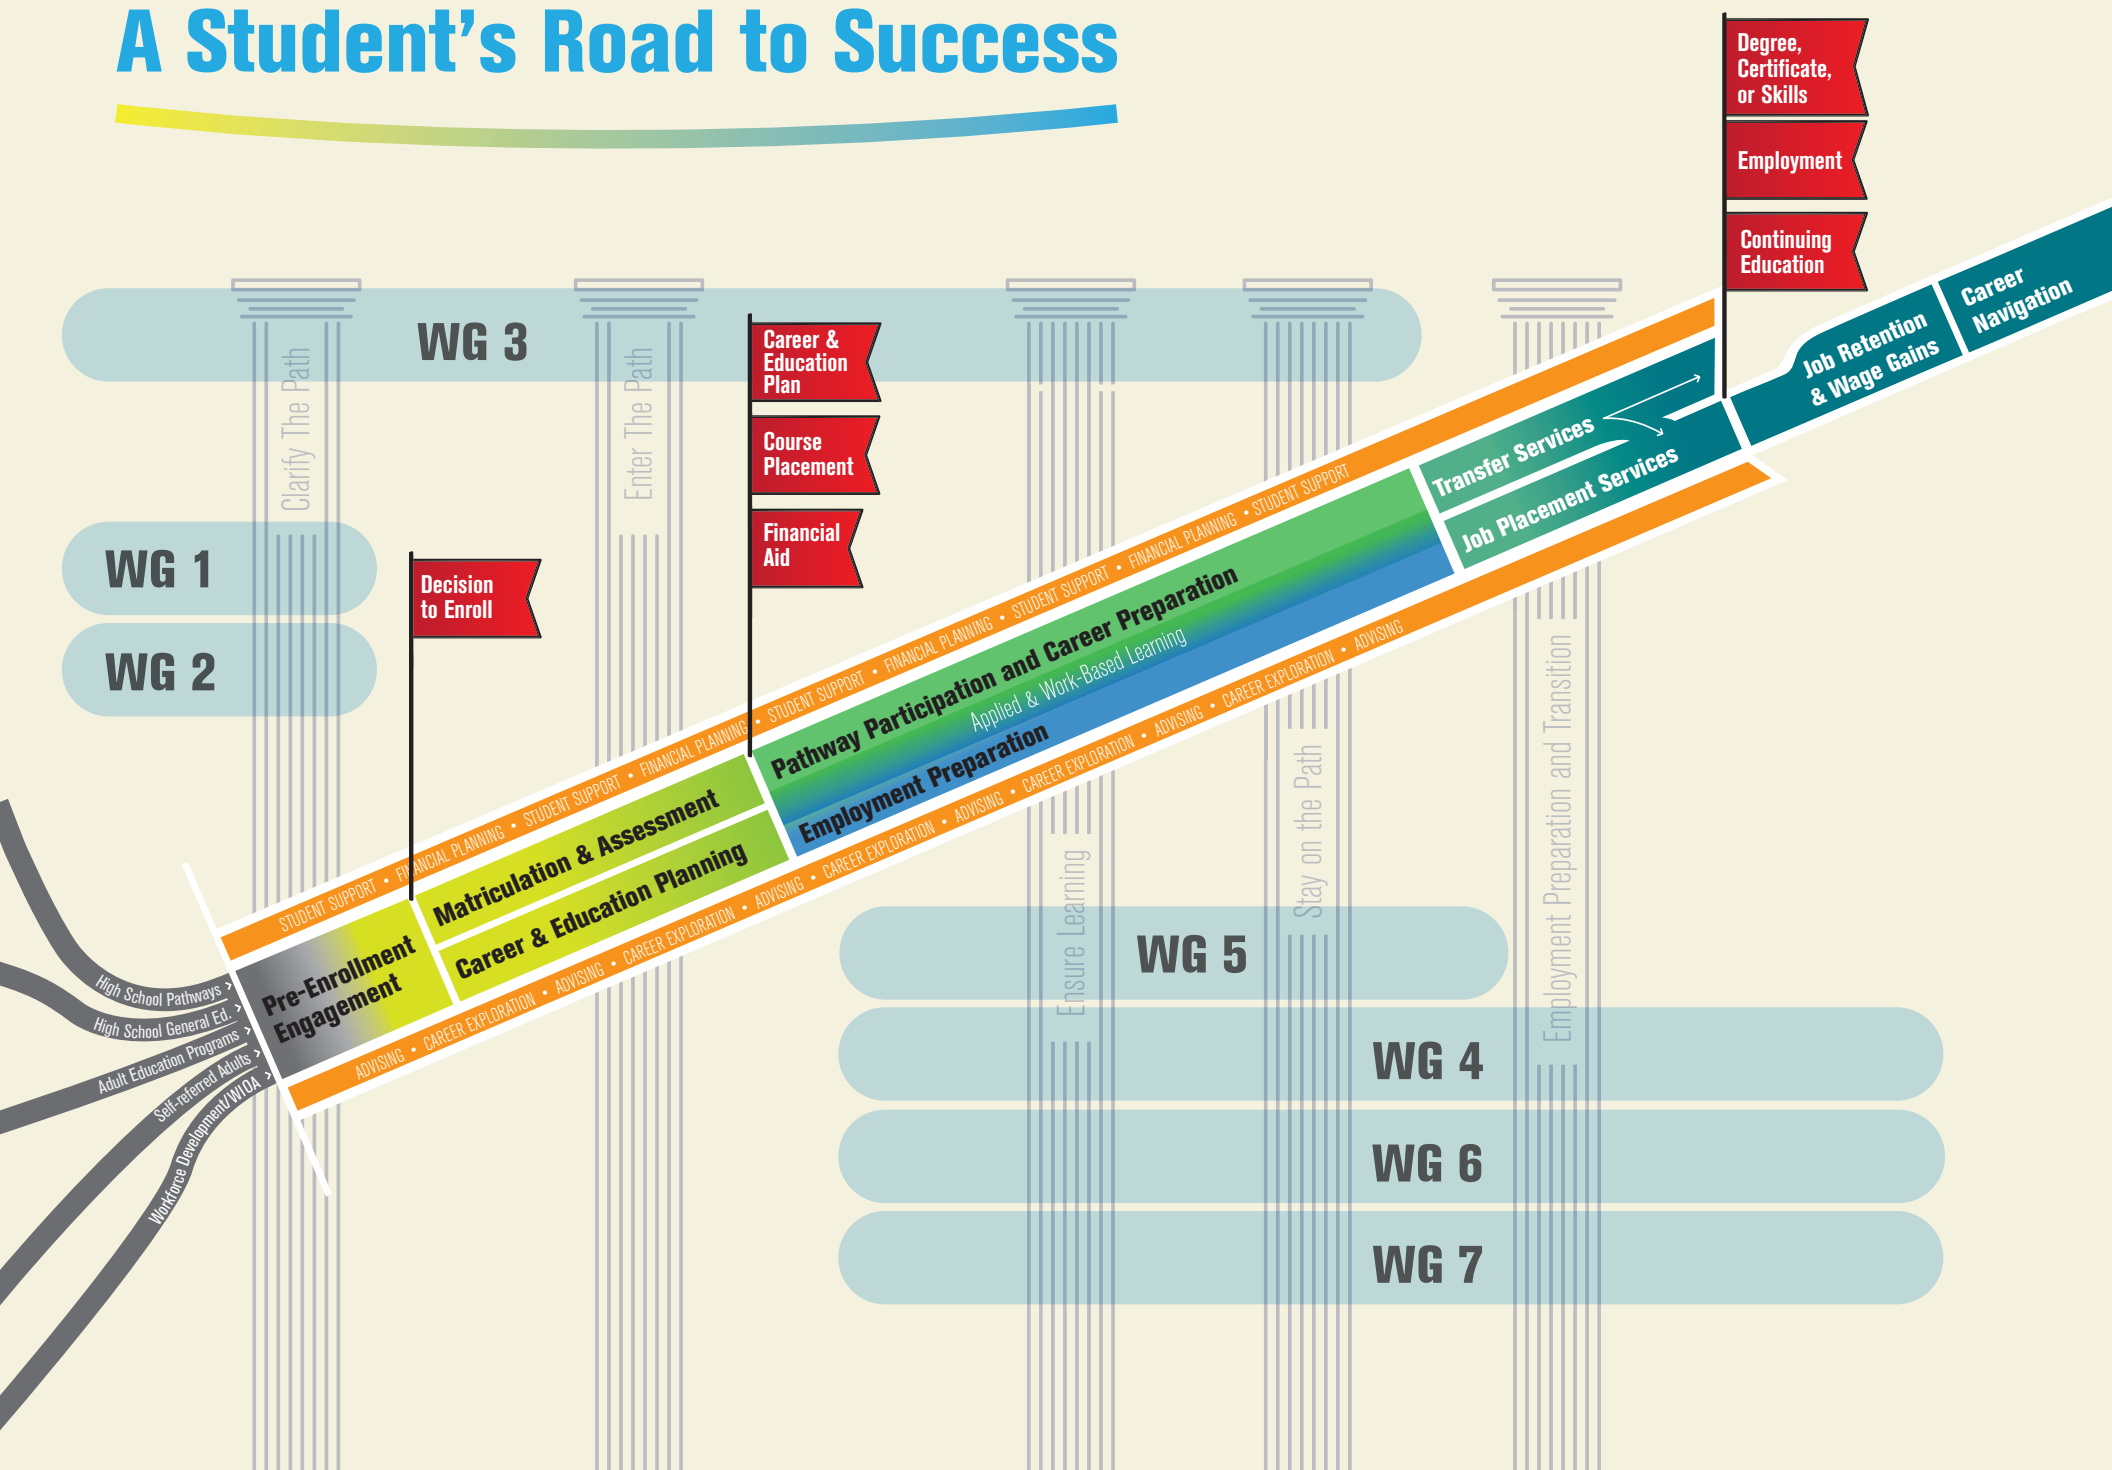 A Student's Road to Success
Degree,
Certificate,
or Skills
Employment
Continuing
Education
WG 3
Clarify The Path
Enter The Path
Career &
Education
Plan
Course
Placement
Financial
Aid
WG 1
WG 2
Decision
to Enroll
Career
Navigation
Job Retention
& Wage Gains
Transfer Services
Job Placement Services
STUDENT SUPPORT • FINANCIAL PLANNING • STUDENT SUPPORT • FINANCIAL PLANNING • STUDENT SUPPORT • FINANCIAL PLANNING • STUDENT SUPPORT • FINANCIAL PLANNING • STUDENT SUPPORT
Pathway Participation and Career Preparation
Applied & Work-Based Learning
Employment Preparation
Matriculation & Assessment
Career & Education Planning
Pre-Enrollment
Engagement
ADVISING • CAREER EXPLORATION • ADVISING • CAREER EXPLORATION • ADVISING • CAREER EXPLORATION • ADVISING • CAREER EXPLORATION • ADVISING • CAREER EXPLORATION • ADVISING
High School Pathways
High School General Ed.
Adult Education Programs
Self-referred Adults
Workforce Development/WIOA
Ensure Learning
Stay on the Path
Employment Preparation and Transition
WG 5
WG 4
WG 6
WG 7